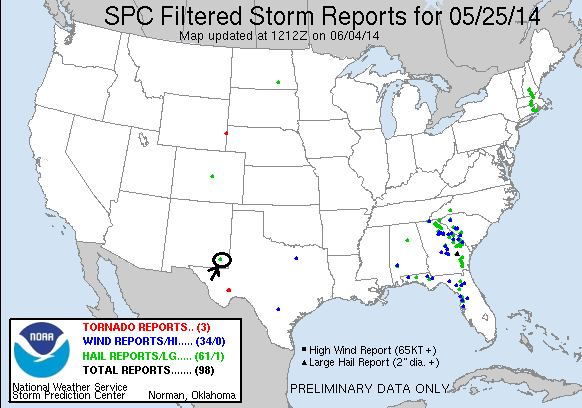 SPC Filtered Storm Reports for 05/25/14
Map updated at 1212Z on 06/04/14
TORNADO REPORTS.. (3)
WIND REPORTS/HI..... (34/0)
HAIL REPORTS/LG..... (61/1)
TOTAL REPORTS....... (98)
NOAA
National Weather Service
Storm Prediction Center Norman, Oklahoma
High Wind Report (65KT +)
Large Hail Report (2" dia. +)
PRELIMINARY DATA ONLY